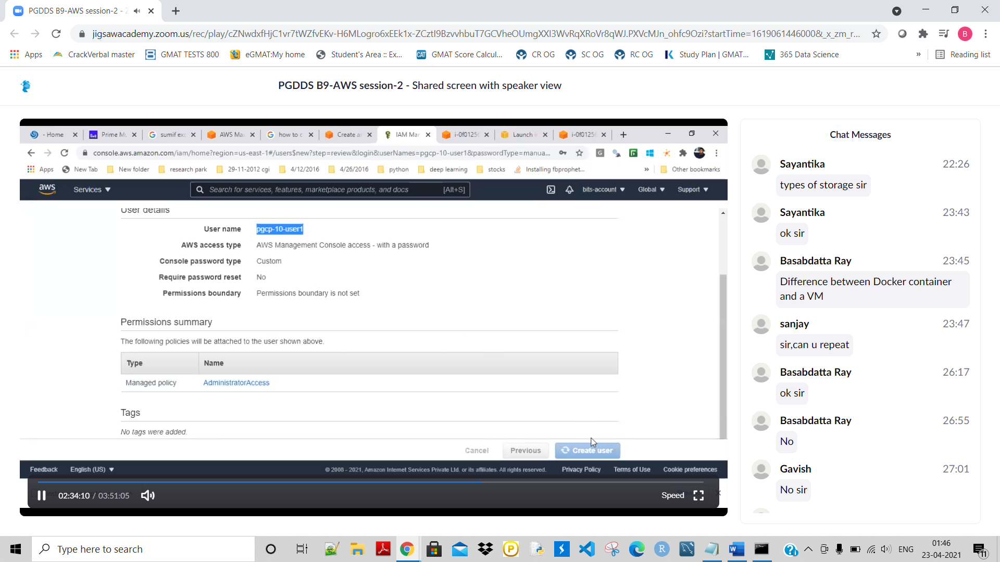 PGDDS B9-AWS session-2 - Z
jigsawacademy.zoom.us/rec/play/cZNwdxfHjC1vr7tWZfvEKv-H6MLogro6xEEk1x-ZCztI9BzvvhbuT7GCVheOUmgXXI3WvRqXRoVr8qWJ.PXVcMJn_ohfc9Ozi?startTime=1619061446000&_x_zm_r...
B
Apps CrackVerbal master GMAT TESTS 800 eGMAT:My home Student's Area :: Ex... CAT GMAT Score Calcul... CR OG SC OG RC OG Study Plan | GMAT... 365 Data Science » Reading list
PGDDS B9-AWS session-2 - Shared screen with speaker view
- Home Prime Mu sumif exc AWS Ma how to c Create a IAM Mar i-0f0125 Launch i i-0f0125
console.aws.amazon.com/iam/home?region=us-east-1#/users$new?step=review&login&userNames=pgcp-10-user1&passwordType=manua...
Apps New Tab New folder research park 29-11-2012 cgi 4/12/2016 4/26/2016 python deep learning stocks Installing fbprophet... » Other bookmarks
aws Services Search for services, features, marketplace products, and docs [Alt+S] bits-account Global Support
User details
User name pgcp-10-user1
AWS access type AWS Management Console access - with a password
Console password type Custom
Require password reset No
Permissions boundary Permissions boundary is not set
Permissions summary
The following policies will be attached to the user shown above.
Type Name
Managed policy AdministratorAccess
Tags
No tags were added.
Cancel Previous Create user
Feedback English (US) © 2008 - 2021, Amazon Internet Services Private Ltd. or its affiliates. All rights reserved. Privacy Policy Terms of Use Cookie preferences
02:34:10 / 03:51:05 Speed
Chat Messages
Sayantika 22:26
types of storage sir
Sayantika 23:43
ok sir
Basabdatta Ray 23:45
Difference between Docker container
and a VM
sanjay 23:47
sir,can u repeat
Basabdatta Ray 26:17
ok sir
Basabdatta Ray 26:55
No
Gavish 27:01
No sir
Type here to search
ENG
01:46
23-04-2021
11